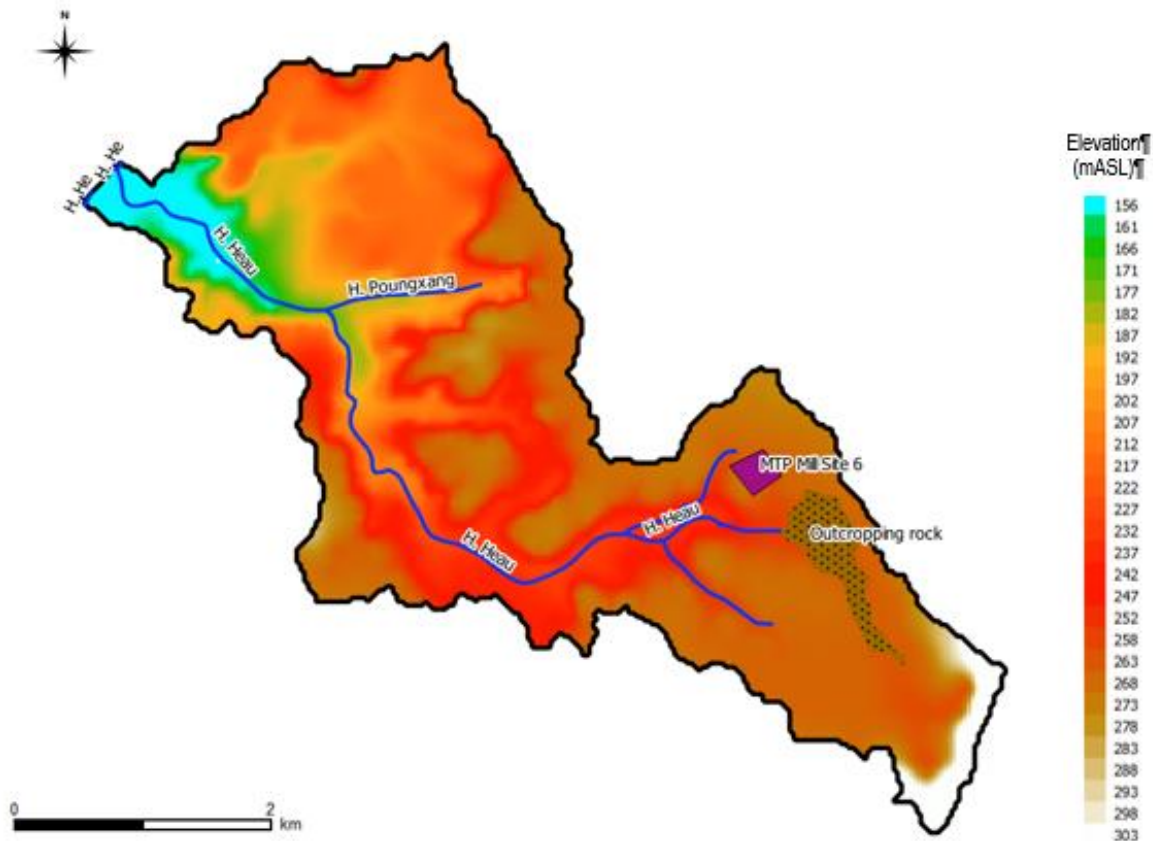 N
H. He
H. He
H. Heau
H. Poungxang
MTP Mill Site 6
H. Heau
Outcropping rock
H. Heau
0 2
km
Elevation¶
(mASL)¶
156
161
166
171
177
182
187
192
197
202
207
212
217
222
227
232
237
242
247
252
258
263
268
273
278
283
288
293
298
303